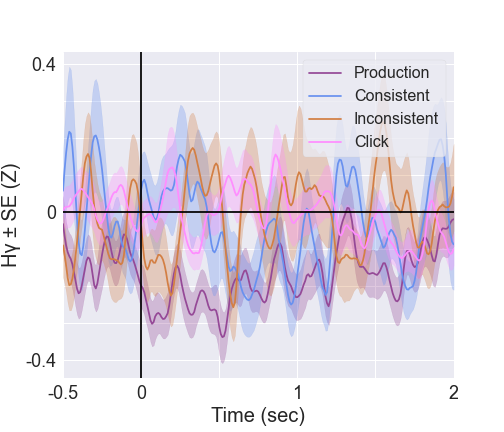 Production
Consistent
Inconsistent
Click
0.4
0
-0.4
Hγ ± SE (Z)
-0.5
0
1
2
Time (sec)